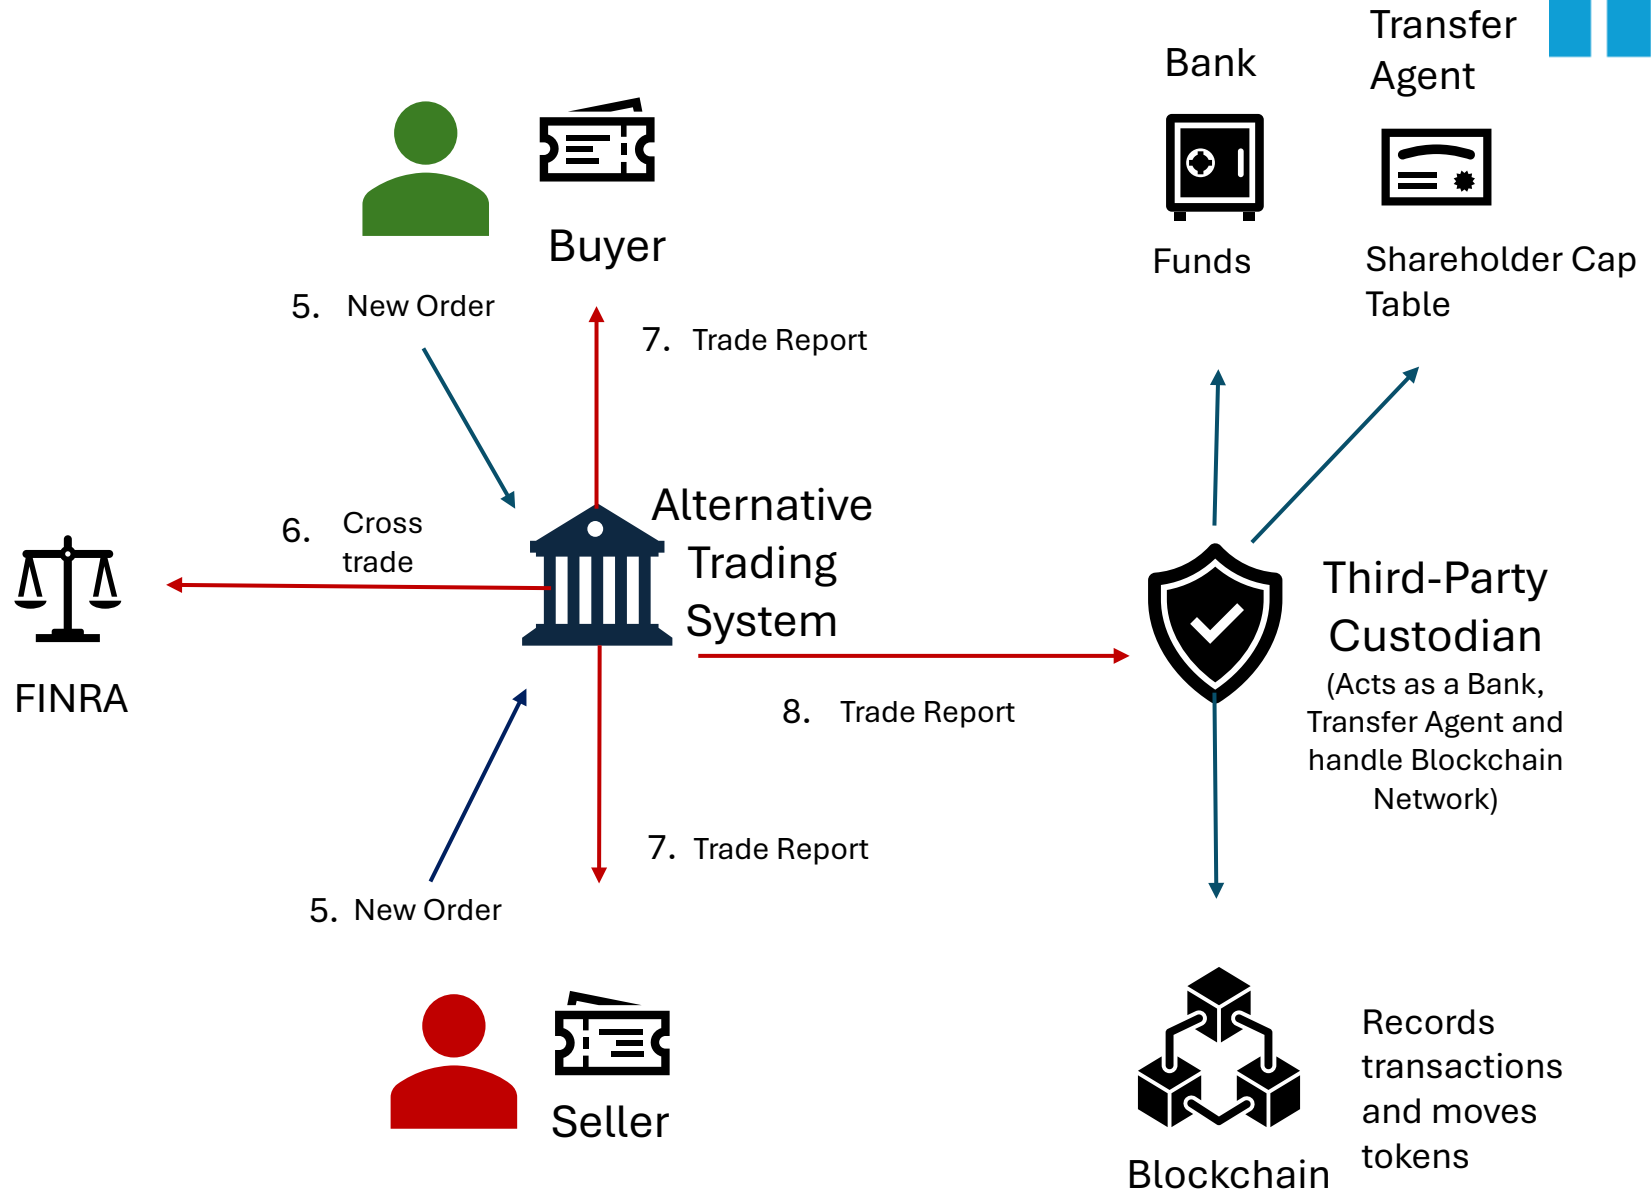 Transfer
Agent
Bank
Buyer
Funds
Shareholder Cap
Table
5. New Order
7. Trade Report
Alternative
Trading
System
6. Cross
trade
FINRA
Third-Party
Custodian
(Acts as a Bank,
Transfer Agent and
handle Blockchain
Network)
8. Trade Report
7. Trade Report
5. New Order
Seller
Records
transactions
and moves
tokens
Blockchain